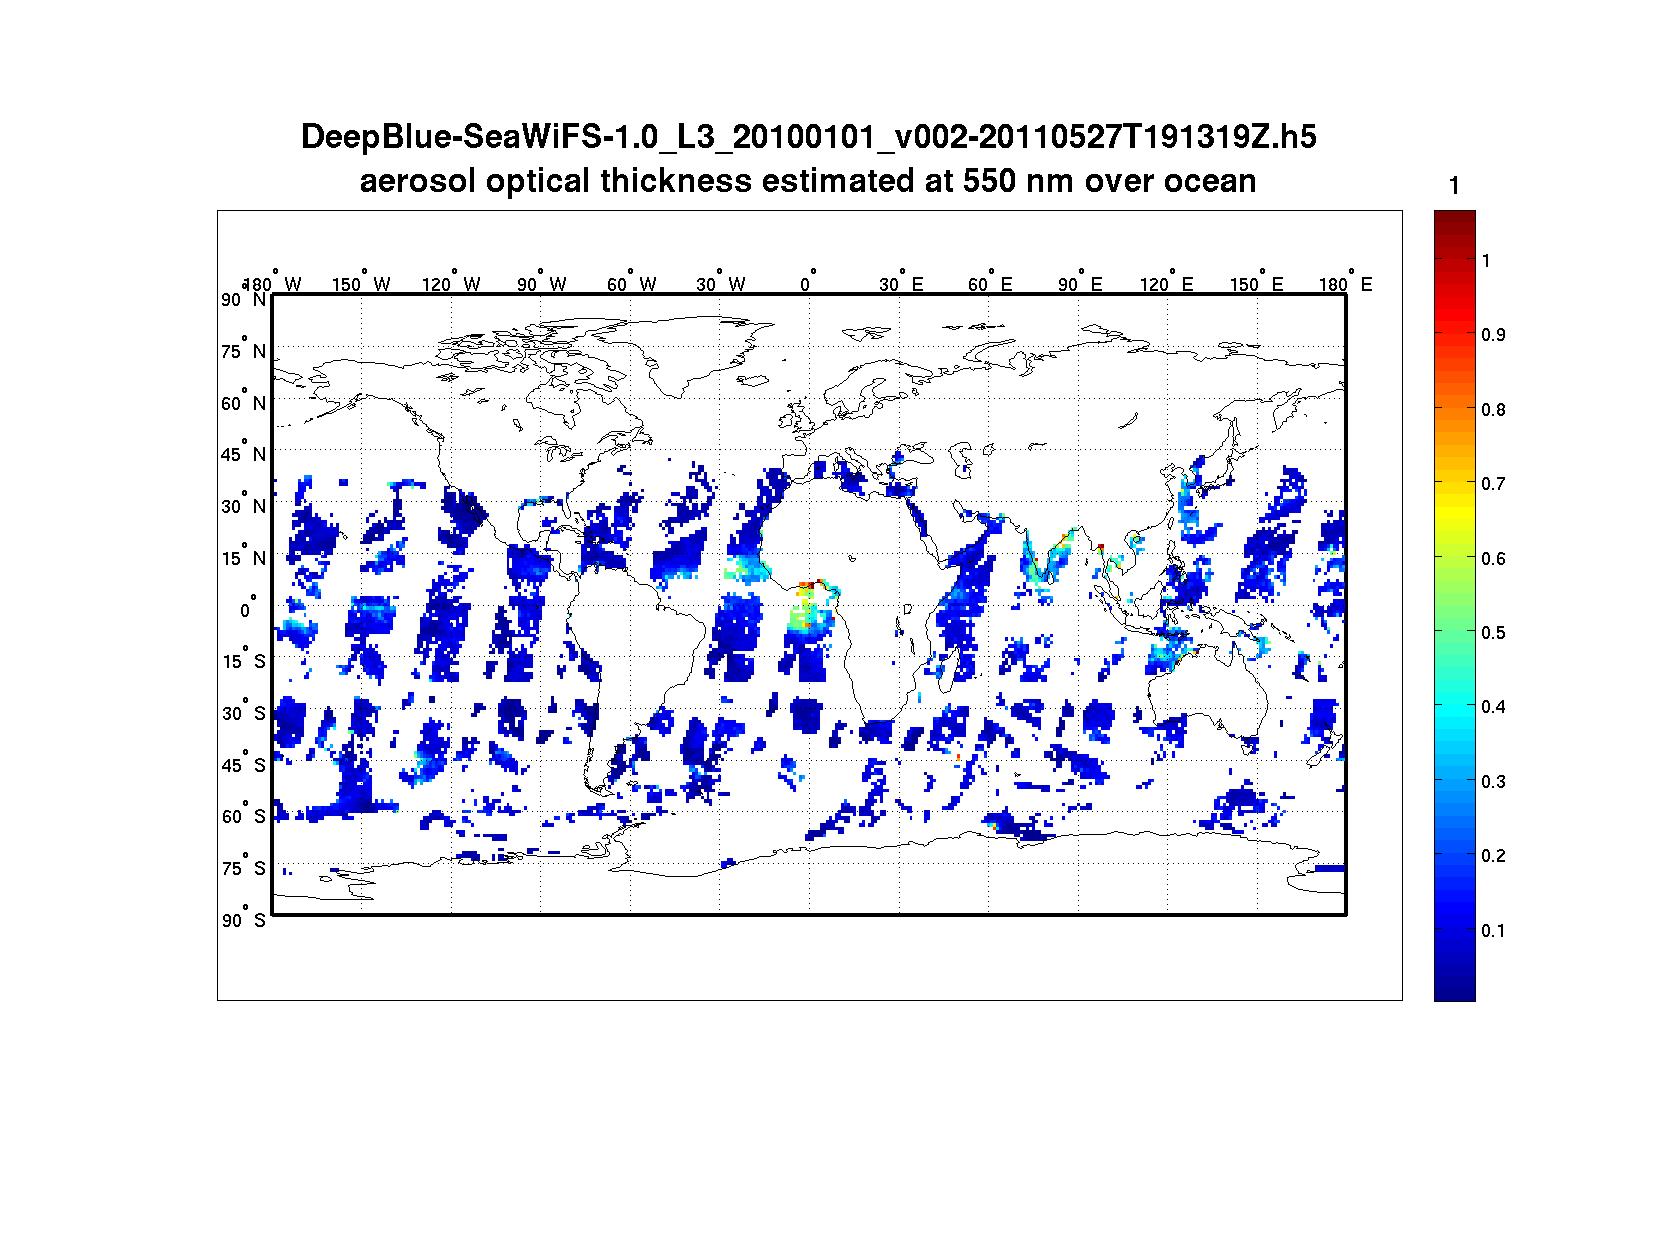 DeepBlue-SeaWiFS-1.0_L3_20100101_v002-20110527T191319Z.h5
aerosol optical thickness estimated at 550 nm over ocean
1
180° W 150° W 120° W 90° W 60° W 30° W 0° 30° E 60° E 90° E 120° E 150° E 180° E
90° N
75° N
60° N
45° N
30° N
15° N
0°
15° S
30° S
45° S
60° S
75° S
90° S
1
0.9
0.8
0.7
0.6
0.5
0.4
0.3
0.2
0.1